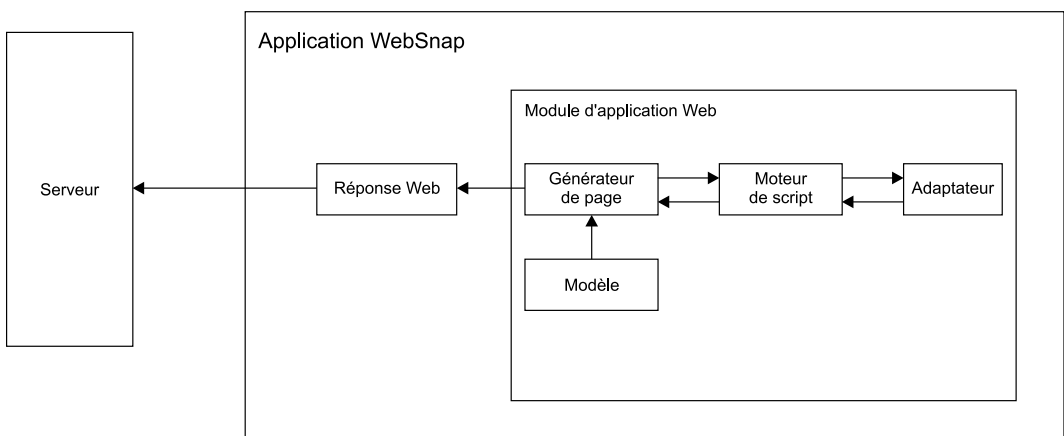 Application WebSnap
Module d'application Web
Serveur
Réponse Web
Générateur
de page
Moteur
de script
Adaptateur
Modèle